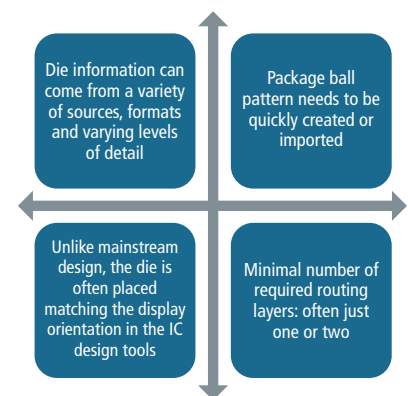 Die information can
come from a variety
of sources, formats
and varying levels
of detail
Package ball
pattern needs to be
quickly created or
imported
Unlike mainstream
design, the die is
often placed
matching the display
orientation in the IC
design tools
Minimal number of
required routing
layers: often just
one or two